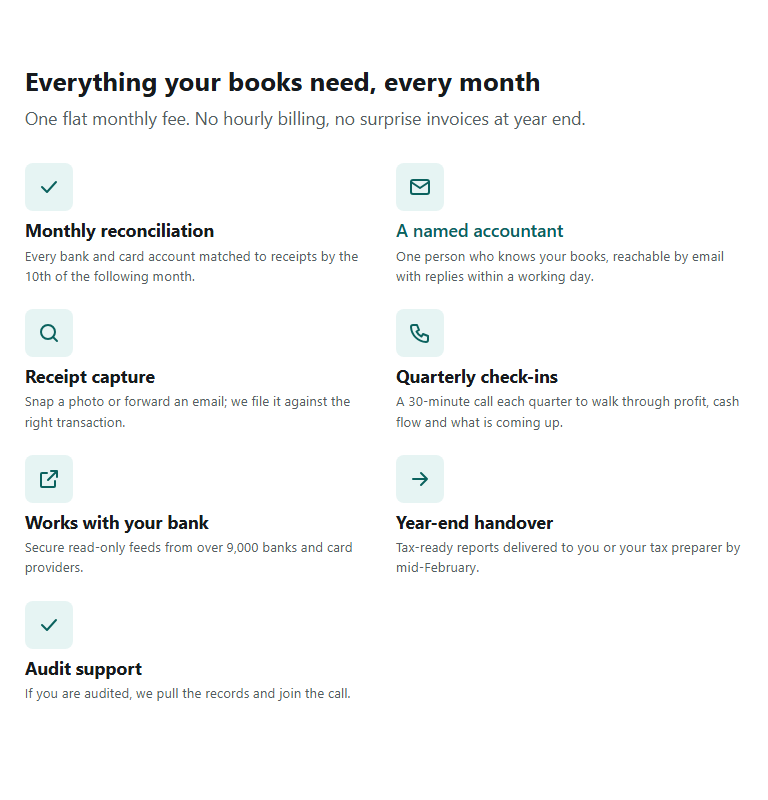 Everything your books need, every month
One flat monthly fee. No hourly billing, no surprise invoices at year end.
Monthly reconciliation
Every bank and card account matched to receipts by the
10th of the following month.
A named accountant
One person who knows your books, reachable by email
with replies within a working day.
Receipt capture
Snap a photo or forward an email; we file it against the
right transaction.
Quarterly check-ins
A 30-minute call each quarter to walk through profit, cash
flow and what is coming up.
Works with your bank
Secure read-only feeds from over 9,000 banks and card
providers.
Year-end handover
Tax-ready reports delivered to you or your tax preparer by
mid-February.
Audit support
If you are audited, we pull the records and join the call.